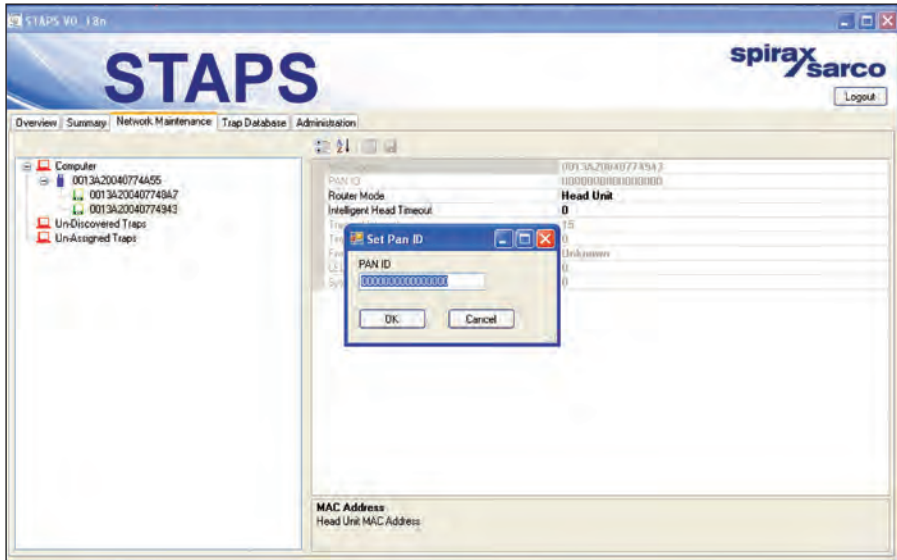 STAPS V0_18n
STAPS
spirax
sarco
Logout
Overview Summary Network Maintenance Trap Database Administration
Computer
0013A20040774A55
0013A200407748A7
0013A20040774943
Un-Discovered Traps
Un-Assigned Traps
0013A20040774943
PAN ID 0000000000000000
Router Mode Head Unit
Intelligent Head Timeout 0
15
0
Unknown
0
0
Set Pan ID
PAN ID
0000000000000000
OK Cancel
MAC Address
Head Unit MAC Address